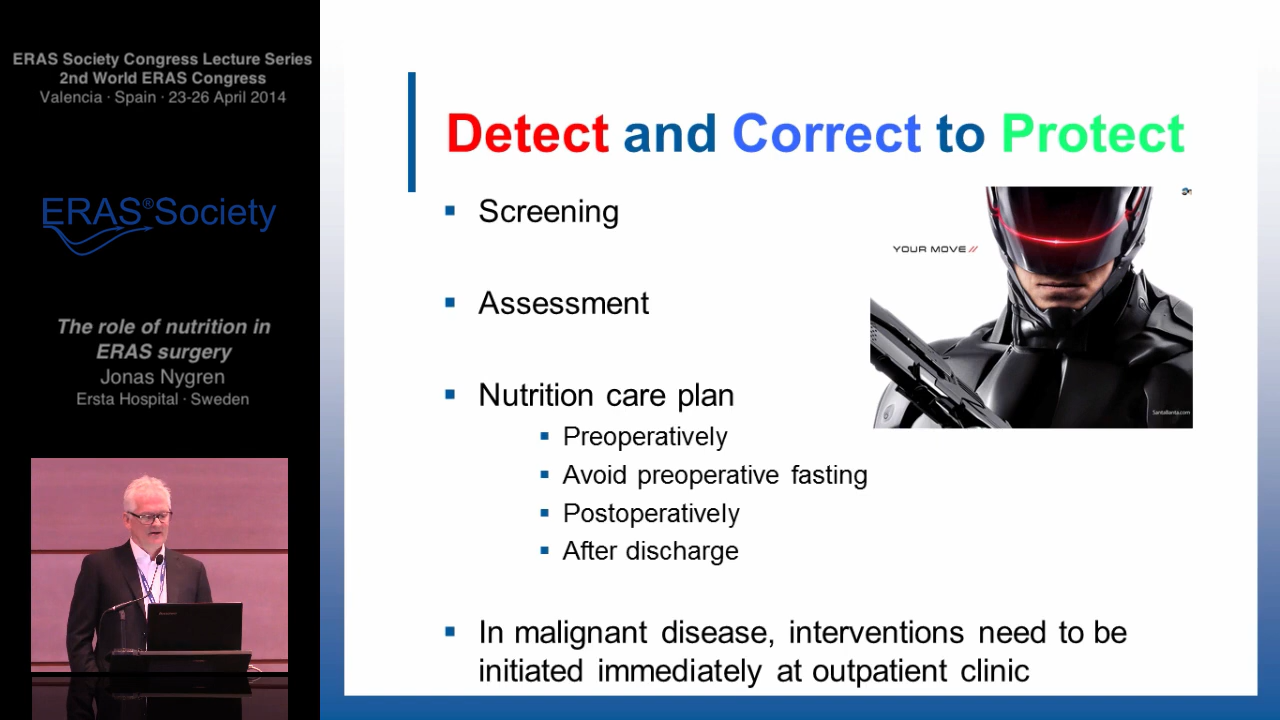 ERAS Society Congress Lecture Series
2nd World ERAS Congress
Valencia · Spain · 23-26 April 2014
ERAS®Society
The role of nutrition in
ERAS surgery
Jonas Nygren
Ersta Hospital · Sweden
Detect and Correct to Protect
▪ Screening
▪ Assessment
▪ Nutrition care plan
▪ Preoperatively
▪ Avoid preoperative fasting
▪ Postoperatively
▪ After discharge
▪ In malignant disease, interventions need to be
initiated immediately at outpatient clinic
YOUR MOVE //
Santabanta.com